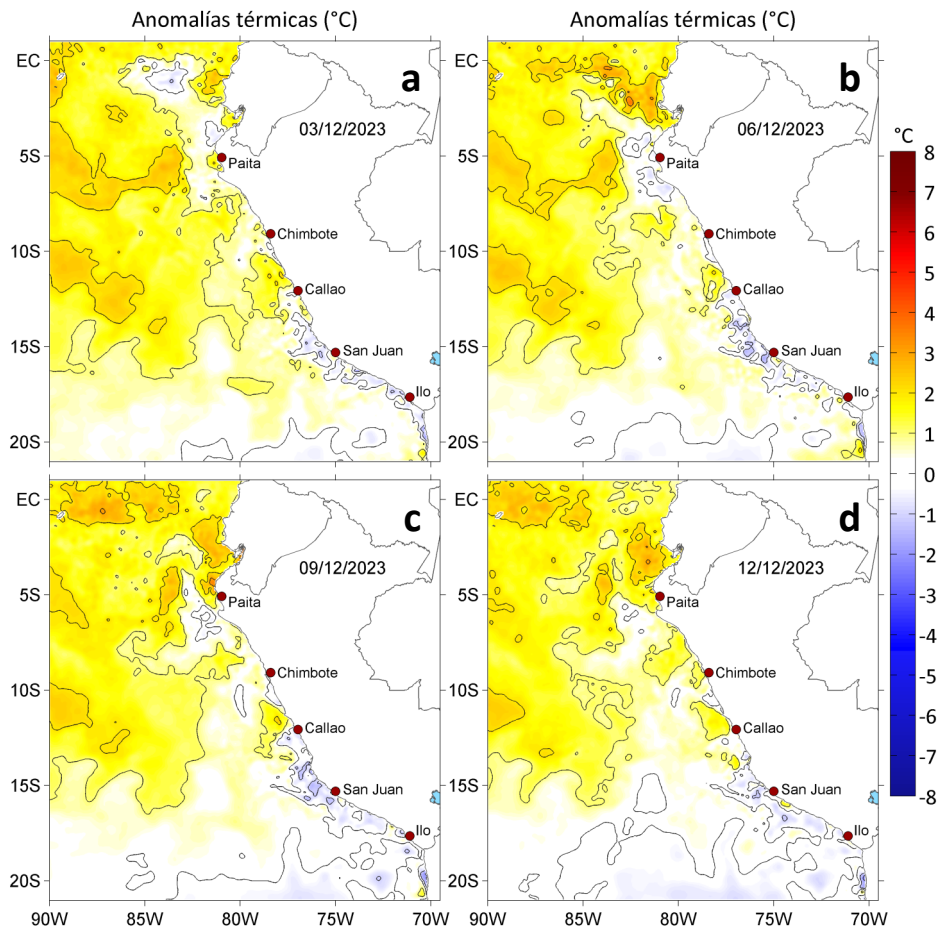 Anomalías térmicas (°C)
Anomalías térmicas (°C)
EC
5S
10S
15S
20S
a
03/12/2023
Paita
Chimbote
Callao
San Juan
Ilo
EC
5S
10S
15S
20S
b
06/12/2023
Paita
Chimbote
Callao
San Juan
Ilo
°C
8
7
6
5
4
3
2
1
0
-1
-2
-3
-4
-5
-6
-7
-8
EC
5S
10S
15S
20S
c
09/12/2023
Paita
Chimbote
Callao
San Juan
Ilo
90W
85W
80W
75W
70W
EC
5S
10S
15S
20S
d
12/12/2023
Paita
Chimbote
Callao
San Juan
Ilo
90W
85W
80W
75W
70W